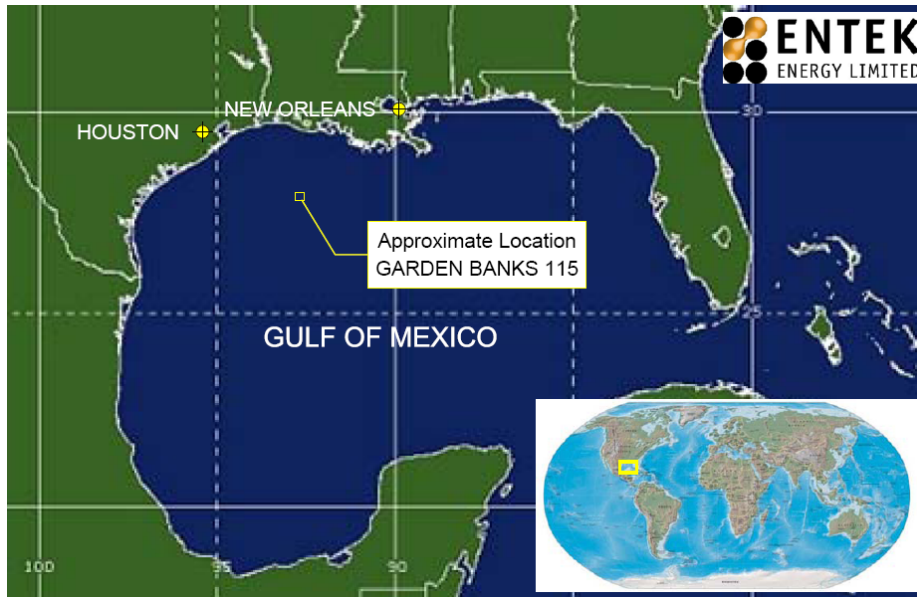 ENTEK
ENERGY LIMITED
NEW ORLEANS
30
HOUSTON
Approximate Location
GARDEN BANKS 115
25
GULF OF MEXICO
100
95
90